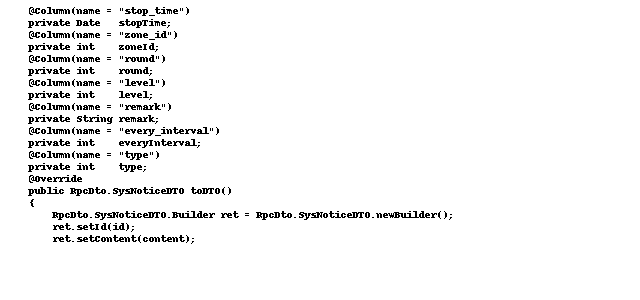 @Column(name = "stop_time")
private Date   stopTime;
@Column(name = "zone_id")
private int    zoneId;
@Column(name = "round")
private int    round;
@Column(name = "level")
private int    level;
@Column(name = "remark")
private String remark;
@Column(name = "every_interval")
private int    everyInterval;
@Column(name = "type")
private int    type;
@Override
public RpcDto.SysNoticeDTO toDTO()
{
    RpcDto.SysNoticeDTO.Builder ret = RpcDto.SysNoticeDTO.newBuilder();
    ret.setId(id);
    ret.setContent(content);